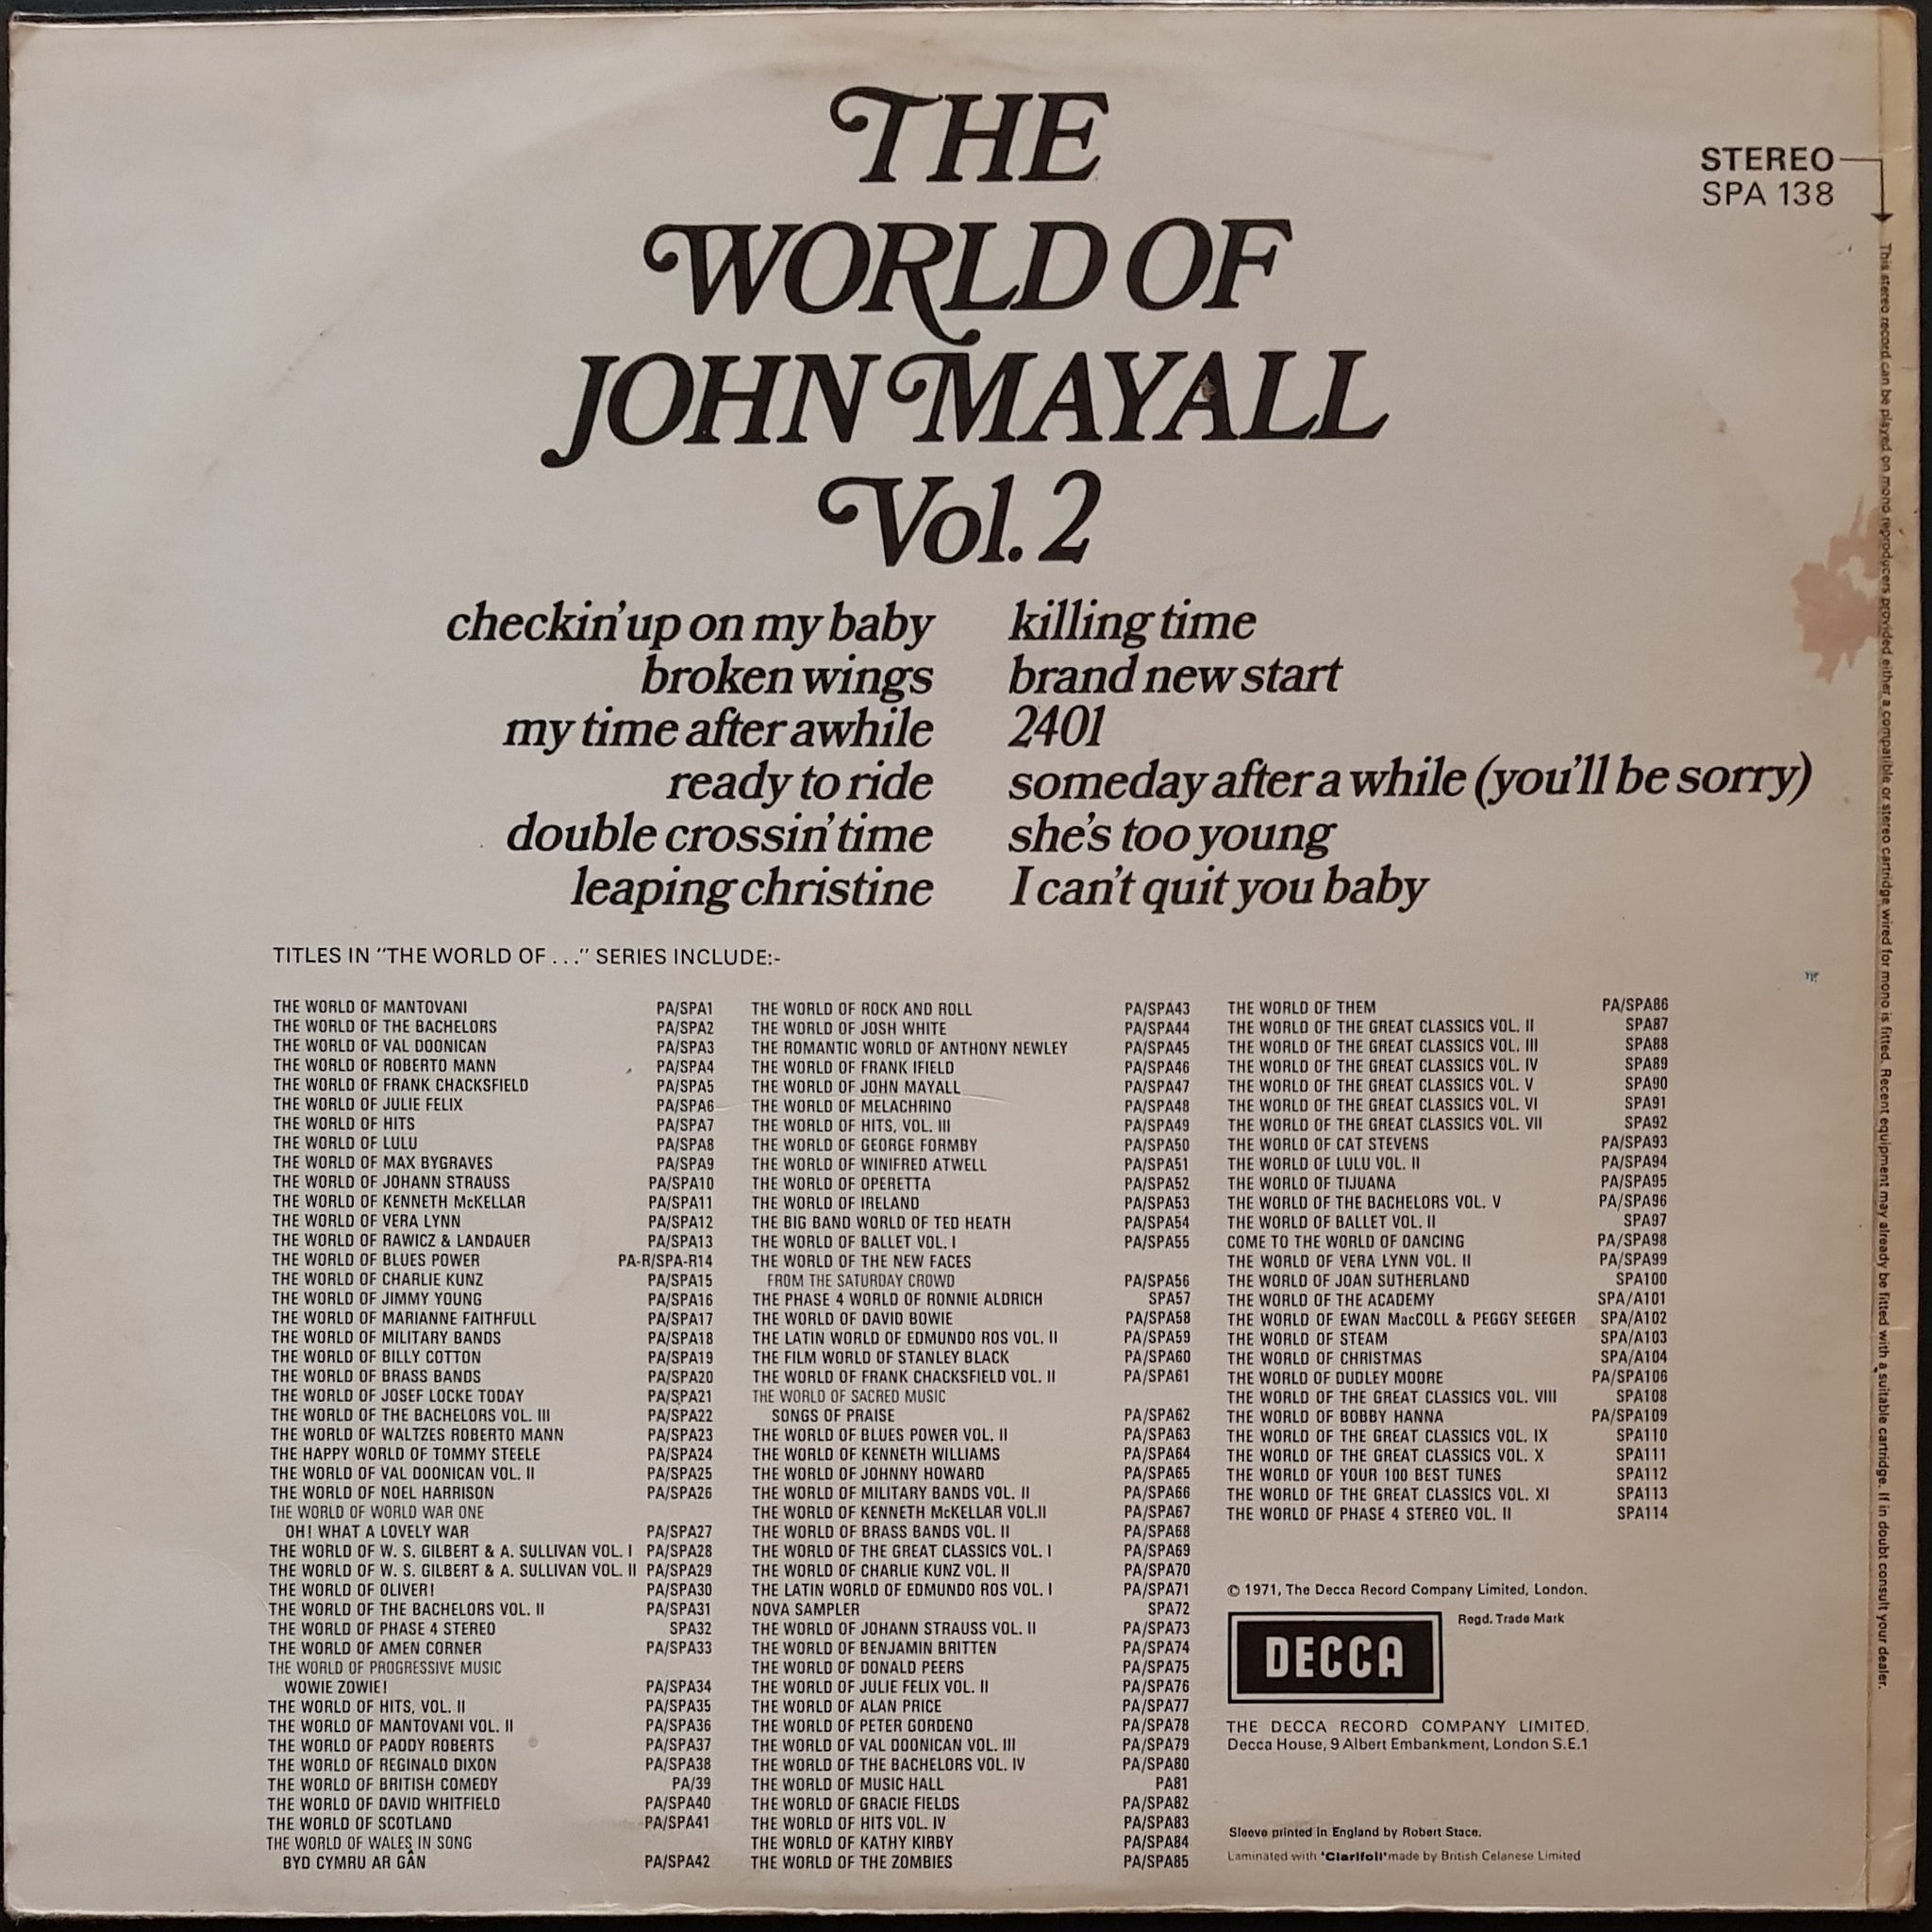 THE
WORLD OF
JOHN MAYALL
Vol. 2
STEREO
SPA 138
This stereo record can be played on mono reproducers provided either a compatible or stereo cartridge wired for mono is fitted. Recent equipment may already be fitted with a suitable cartridge. If in doubt consult your dealer.
checkin' up on my baby
broken wings
my time after awhile
ready to ride
double crossin' time
leaping christine
killing time
brand new start
2401
someday after a while (you'll be sorry)
she's too young
I can't quit you baby
TITLES IN "THE WORLD OF . . ." SERIES INCLUDE:-
THE WORLD OF MANTOVANI PA/SPA1
THE WORLD OF THE BACHELORS PA/SPA2
THE WORLD OF VAL DOONICAN PA/SPA3
THE WORLD OF ROBERTO MANN PA/SPA4
THE WORLD OF FRANK CHACKSFIELD PA/SPA5
THE WORLD OF JULIE FELIX PA/SPA6
THE WORLD OF HITS PA/SPA7
THE WORLD OF LULU PA/SPA8
THE WORLD OF MAX BYGRAVES PA/SPA9
THE WORLD OF JOHANN STRAUSS PA/SPA10
THE WORLD OF KENNETH McKELLAR PA/SPA11
THE WORLD OF VERA LYNN PA/SPA12
THE WORLD OF RAWICZ & LANDAUER PA/SPA13
THE WORLD OF BLUES POWER PA-R/SPA-R14
THE WORLD OF CHARLIE KUNZ PA/SPA15
THE WORLD OF JIMMY YOUNG PA/SPA16
THE WORLD OF MARIANNE FAITHFULL PA/SPA17
THE WORLD OF MILITARY BANDS PA/SPA18
THE WORLD OF BILLY COTTON PA/SPA19
THE WORLD OF BRASS BANDS PA/SPA20
THE WORLD OF JOSEF LOCKE TODAY PA/SPA21
THE WORLD OF THE BACHELORS VOL. III PA/SPA22
THE WORLD OF WALTZES ROBERTO MANN PA/SPA23
THE HAPPY WORLD OF TOMMY STEELE PA/SPA24
THE WORLD OF VAL DOONICAN VOL. II PA/SPA25
THE WORLD OF NOEL HARRISON PA/SPA26
THE WORLD OF WORLD WAR ONE
OH! WHAT A LOVELY WAR PA/SPA27
THE WORLD OF W. S. GILBERT & A. SULLIVAN VOL. I PA/SPA28
THE WORLD OF W. S. GILBERT & A. SULLIVAN VOL. II PA/SPA29
THE WORLD OF OLIVER! PA/SPA30
THE WORLD OF THE BACHELORS VOL. II PA/SPA31
THE WORLD OF PHASE 4 STEREO SPA32
THE WORLD OF AMEN CORNER PA/SPA33
THE WORLD OF PROGRESSIVE MUSIC
WOWIE ZOWIE! PA/SPA34
THE WORLD OF HITS, VOL. II PA/SPA35
THE WORLD OF MANTOVANI VOL. II PA/SPA36
THE WORLD OF PADDY ROBERTS PA/SPA37
THE WORLD OF REGINALD DIXON PA/SPA38
THE WORLD OF BRITISH COMEDY PA/39
THE WORLD OF DAVID WHITFIELD PA/SPA40
THE WORLD OF SCOTLAND PA/SPA41
THE WORLD OF WALES IN SONG
BYD CYMRU AR GÂN PA/SPA42
THE WORLD OF ROCK AND ROLL PA/SPA43
THE WORLD OF JOSH WHITE PA/SPA44
THE ROMANTIC WORLD OF ANTHONY NEWLEY PA/SPA45
THE WORLD OF FRANK IFIELD PA/SPA46
THE WORLD OF JOHN MAYALL PA/SPA47
THE WORLD OF MELACHRINO PA/SPA48
THE WORLD OF HITS, VOL. III PA/SPA49
THE WORLD OF GEORGE FORMBY PA/SPA50
THE WORLD OF WINIFRED ATWELL PA/SPA51
THE WORLD OF OPERETTA PA/SPA52
THE WORLD OF IRELAND PA/SPA53
THE BIG BAND WORLD OF TED HEATH PA/SPA54
THE WORLD OF BALLET VOL. I PA/SPA55
THE WORLD OF THE NEW FACES
FROM THE SATURDAY CROWD PA/SPA56
THE PHASE 4 WORLD OF RONNIE ALDRICH SPA57
THE WORLD OF DAVID BOWIE PA/SPA58
THE LATIN WORLD OF EDMUNDO ROS VOL. II PA/SPA59
THE FILM WORLD OF STANLEY BLACK PA/SPA60
THE WORLD OF FRANK CHACKSFIELD VOL. II PA/SPA61
THE WORLD OF SACRED MUSIC
SONGS OF PRAISE PA/SPA62
THE WORLD OF BLUES POWER VOL. II PA/SPA63
THE WORLD OF KENNETH WILLIAMS PA/SPA64
THE WORLD OF JOHNNY HOWARD PA/SPA65
THE WORLD OF MILITARY BANDS VOL. II PA/SPA66
THE WORLD OF KENNETH McKELLAR VOL.II PA/SPA67
THE WORLD OF BRASS BANDS VOL. II PA/SPA68
THE WORLD OF THE GREAT CLASSICS VOL. I PA/SPA69
THE WORLD OF CHARLIE KUNZ VOL. II PA/SPA70
THE LATIN WORLD OF EDMUNDO ROS VOL. I PA/SPA71
NOVA SAMPLER SPA72
THE WORLD OF JOHANN STRAUSS VOL. II PA/SPA73
THE WORLD OF BENJAMIN BRITTEN PA/SPA74
THE WORLD OF DONALD PEERS PA/SPA75
THE WORLD OF JULIE FELIX VOL. II PA/SPA76
THE WORLD OF ALAN PRICE PA/SPA77
THE WORLD OF PETER GORDENO PA/SPA78
THE WORLD OF VAL DOONICAN VOL. III PA/SPA79
THE WORLD OF THE BACHELORS VOL. IV PA/SPA80
THE WORLD OF MUSIC HALL PA81
THE WORLD OF GRACIE FIELDS PA/SPA82
THE WORLD OF HITS VOL. IV PA/SPA83
THE WORLD OF KATHY KIRBY PA/SPA84
THE WORLD OF THE ZOMBIES PA/SPA85
THE WORLD OF THEM PA/SPA86
THE WORLD OF THE GREAT CLASSICS VOL. II SPA87
THE WORLD OF THE GREAT CLASSICS VOL. III SPA88
THE WORLD OF THE GREAT CLASSICS VOL. IV SPA89
THE WORLD OF THE GREAT CLASSICS VOL. V SPA90
THE WORLD OF THE GREAT CLASSICS VOL. VI SPA91
THE WORLD OF THE GREAT CLASSICS VOL. VII SPA92
THE WORLD OF CAT STEVENS PA/SPA93
THE WORLD OF LULU VOL. II PA/SPA94
THE WORLD OF TIJUANA PA/SPA95
THE WORLD OF THE BACHELORS VOL. V PA/SPA96
THE WORLD OF BALLET VOL. II SPA97
COME TO THE WORLD OF DANCING PA/SPA98
THE WORLD OF VERA LYNN VOL. II PA/SPA99
THE WORLD OF JOAN SUTHERLAND SPA100
THE WORLD OF THE ACADEMY SPA/A101
THE WORLD OF EWAN MacCOLL & PEGGY SEEGER SPA/A102
THE WORLD OF STEAM SPA/A103
THE WORLD OF CHRISTMAS SPA/A104
THE WORLD OF DUDLEY MOORE PA/SPA106
THE WORLD OF THE GREAT CLASSICS VOL. VIII SPA108
THE WORLD OF BOBBY HANNA PA/SPA109
THE WORLD OF THE GREAT CLASSICS VOL. IX SPA110
THE WORLD OF THE GREAT CLASSICS VOL. X SPA111
THE WORLD OF YOUR 100 BEST TUNES SPA112
THE WORLD OF THE GREAT CLASSICS VOL. XI SPA113
THE WORLD OF PHASE 4 STEREO VOL. II SPA114
© 1971, The Decca Record Company Limited, London.
DECCA
Regd. Trade Mark
THE DECCA RECORD COMPANY LIMITED,
Decca House, 9 Albert Embankment, London S.E.1
Sleeve printed in England by Robert Stace.
Laminated with 'Clarifoil' made by British Celanese Limited